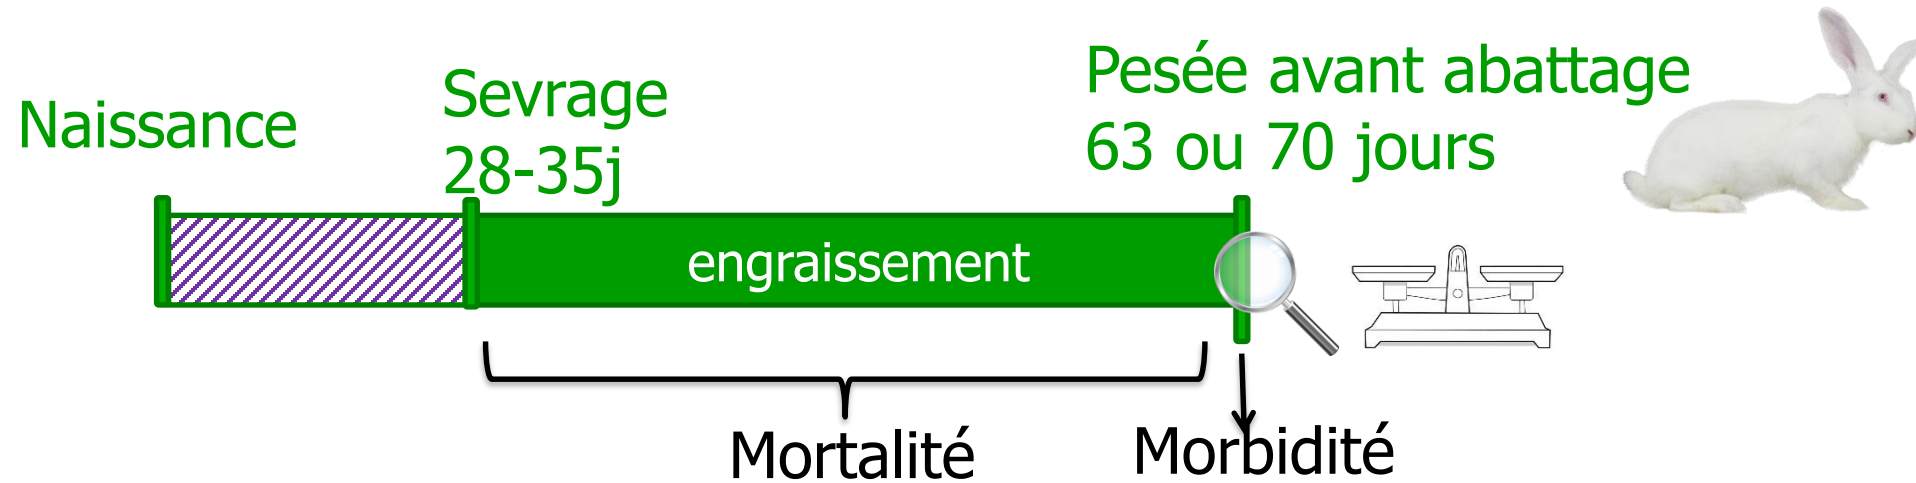 Naissance
Sevrage
28-35j
Pesée avant abattage
63 ou 70 jours
engraissement
Mortalité
Morbidité